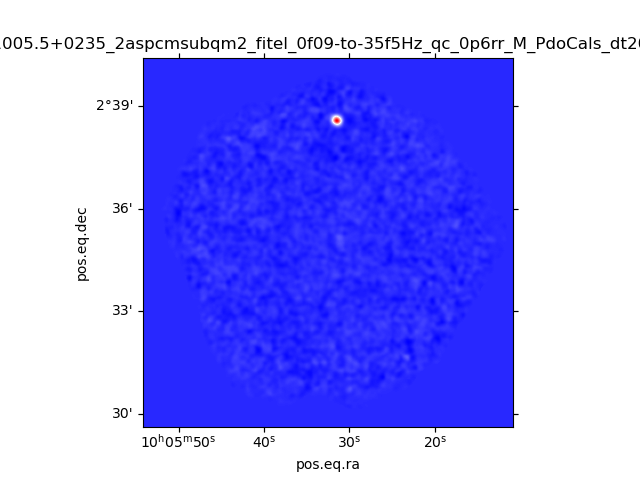 1005.5+0235_2aspcmsubqm2_fitel_0f09-to-35f5Hz_qc_0p6rr_M_PdoCals_dt20
2°39'
36'
33'
30'
10ʰ05ᵐ50ˢ 40ˢ 30ˢ 20ˢ
pos.eq.ra
pos.eq.dec